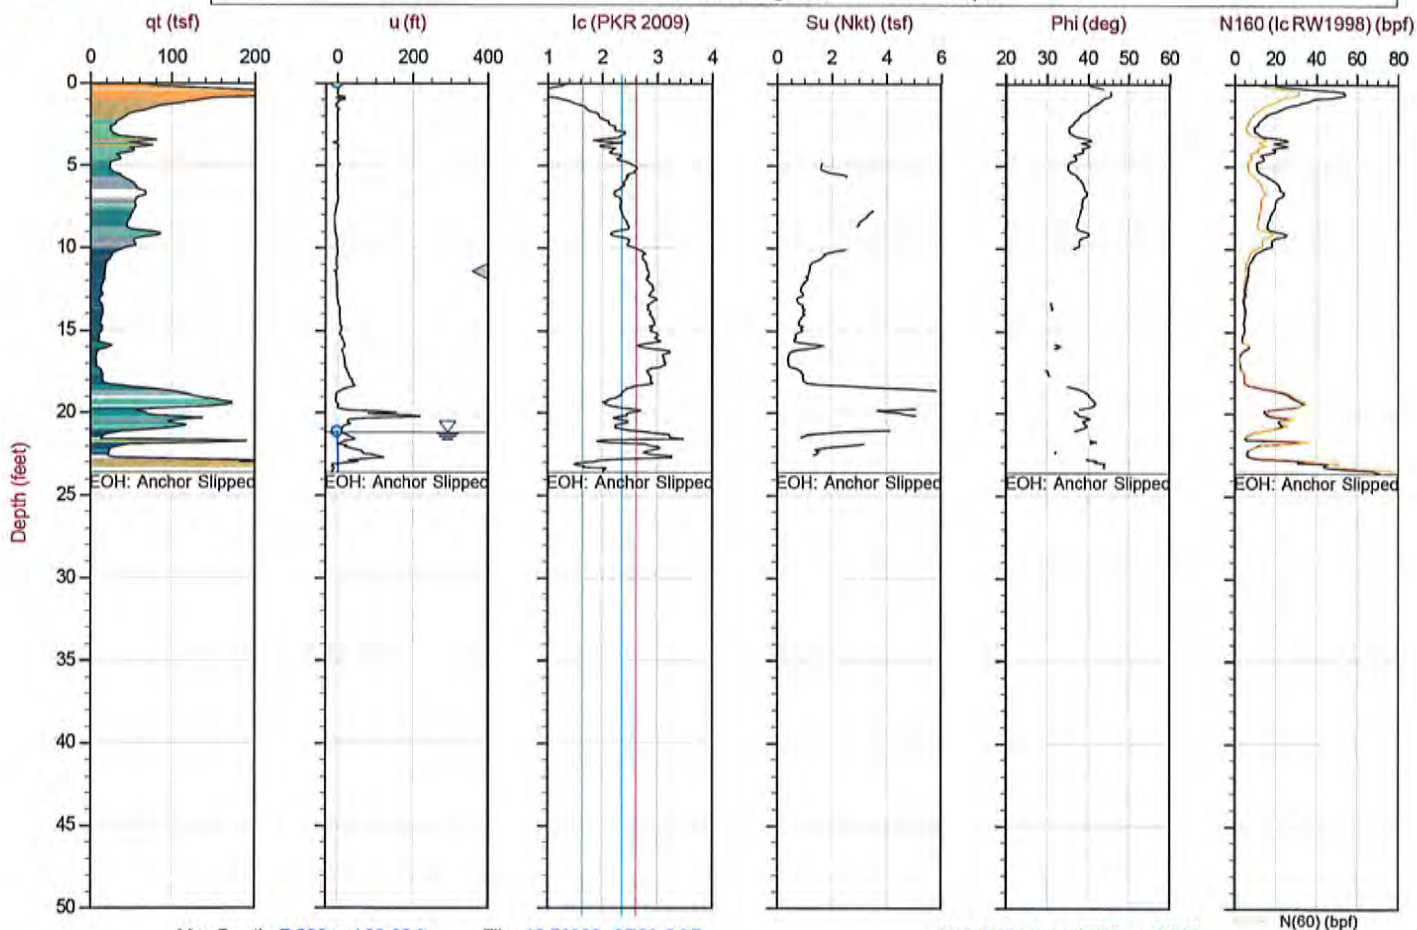 qt (tsf) u (ft) Ic (PKR 2009) Su (Nkt) (tsf) Phi (deg) N160 (Ic RW1998) (bpf)
0 100 200 0 200 400 1 2 3 4 0 2 4 6 20 30 40 50 60 0 20 40 60 80
0
5
10
15
20
25
30
35
40
45
50
Depth (feet)
EOH: Anchor Slipped EOH: Anchor Slipped EOH: Anchor Slipped EOH: Anchor Slipped EOH: Anchor Slipped EOH: Anchor Slipped
N(60) (bpf)